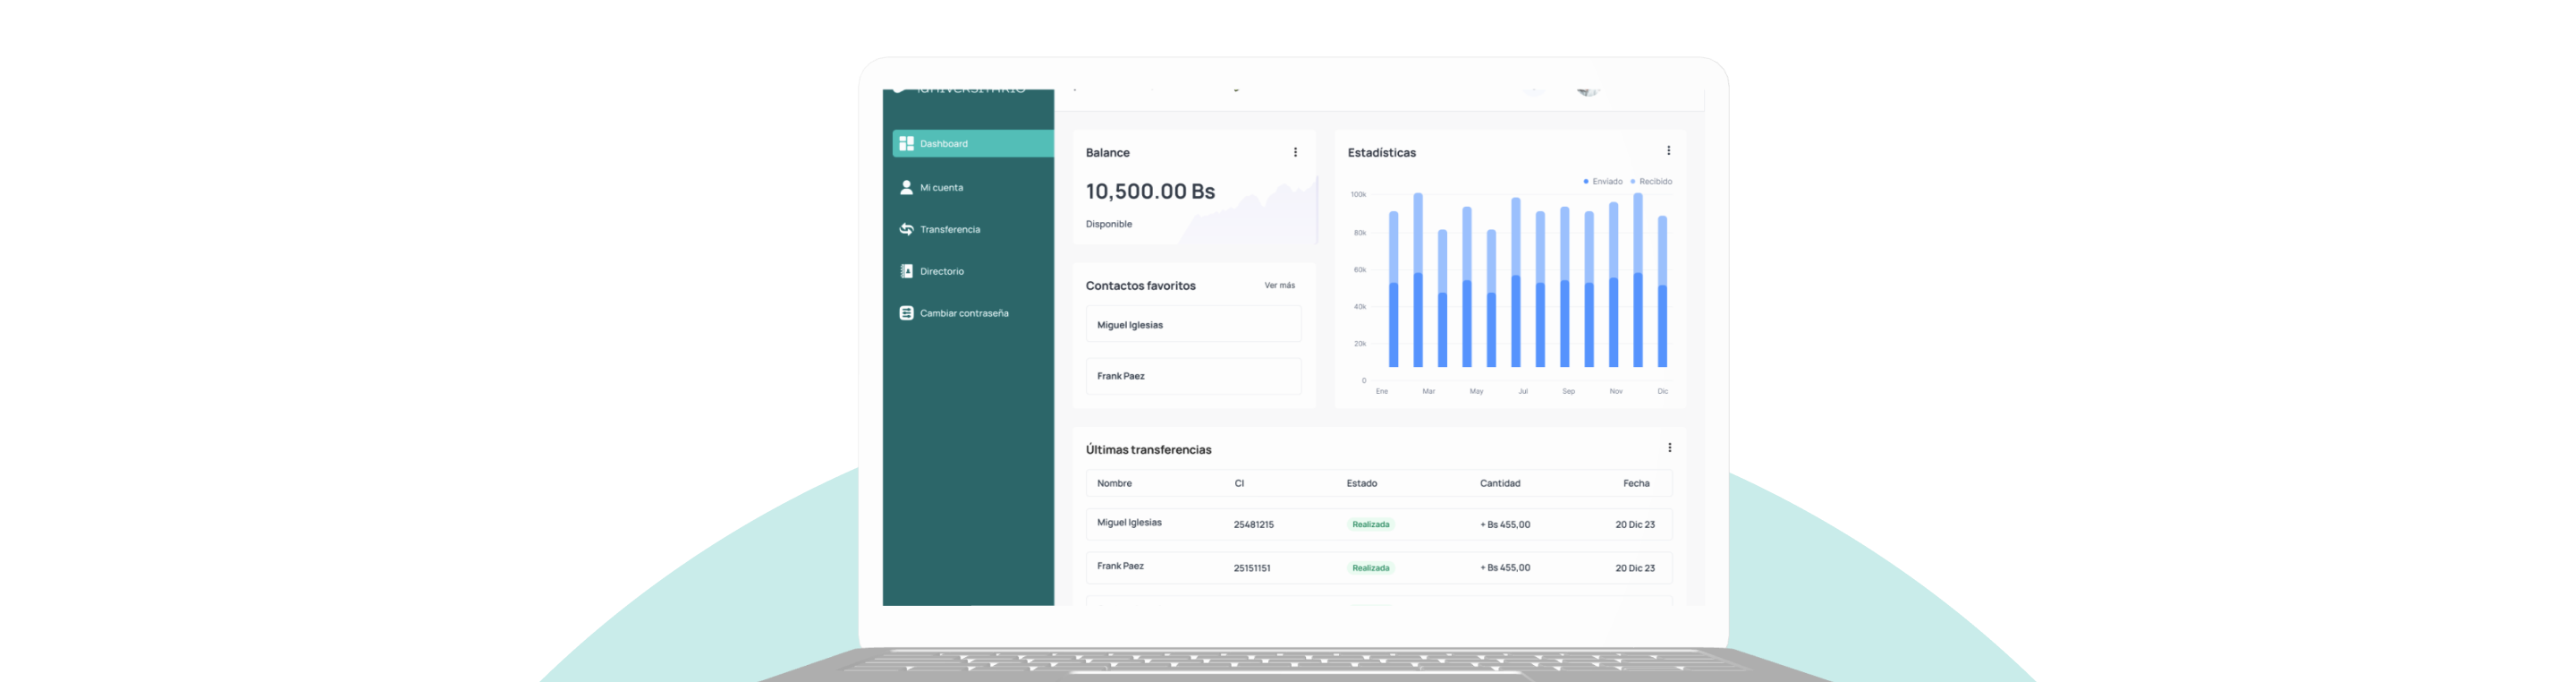 Dashboard
Mi cuenta
Transferencia
Directorio
Cambiar contraseña
Balance
10,500.00 Bs
Disponible
Contactos favoritos
Ver más
Miguel Iglesias
Frank Paez
Estadísticas
Enviado Recibido
100k
80k
60k
40k
20k
0
Ene Mar May Jul Sep Nov Dic
Últimas transferencias
Nombre CI Estado Cantidad Fecha
Miguel Iglesias 25481215 Realizada + Bs 455,00 20 Dic 23
Frank Paez 25151151 Realizada + Bs 455,00 20 Dic 23